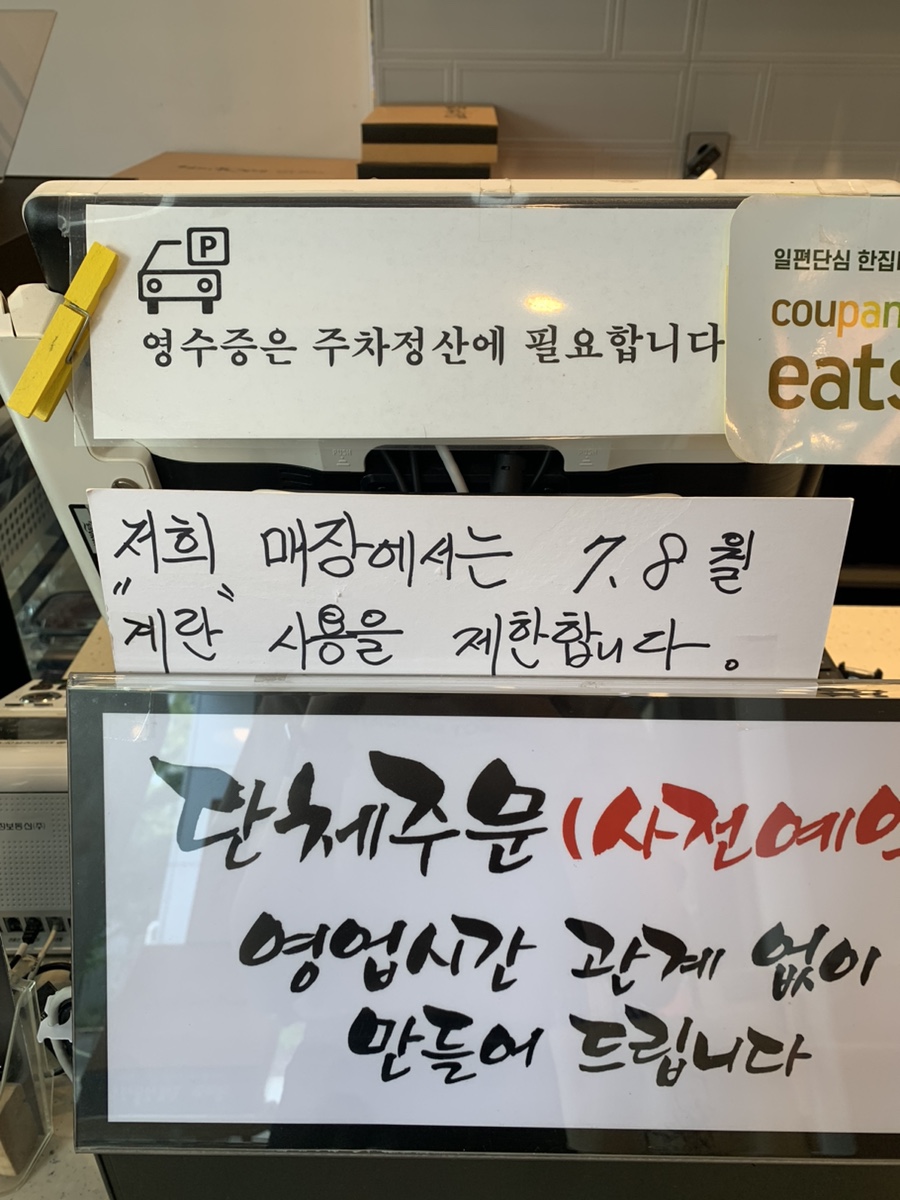 P
영수증은 주차정산에 필요합니다
일편단심 한집
coupan
eats
저희 매장에서는 7.8월
"계란" 사용을 제한합니다.
단체주문(사전예약
영업시간 관계 없이
만들어 드립니다